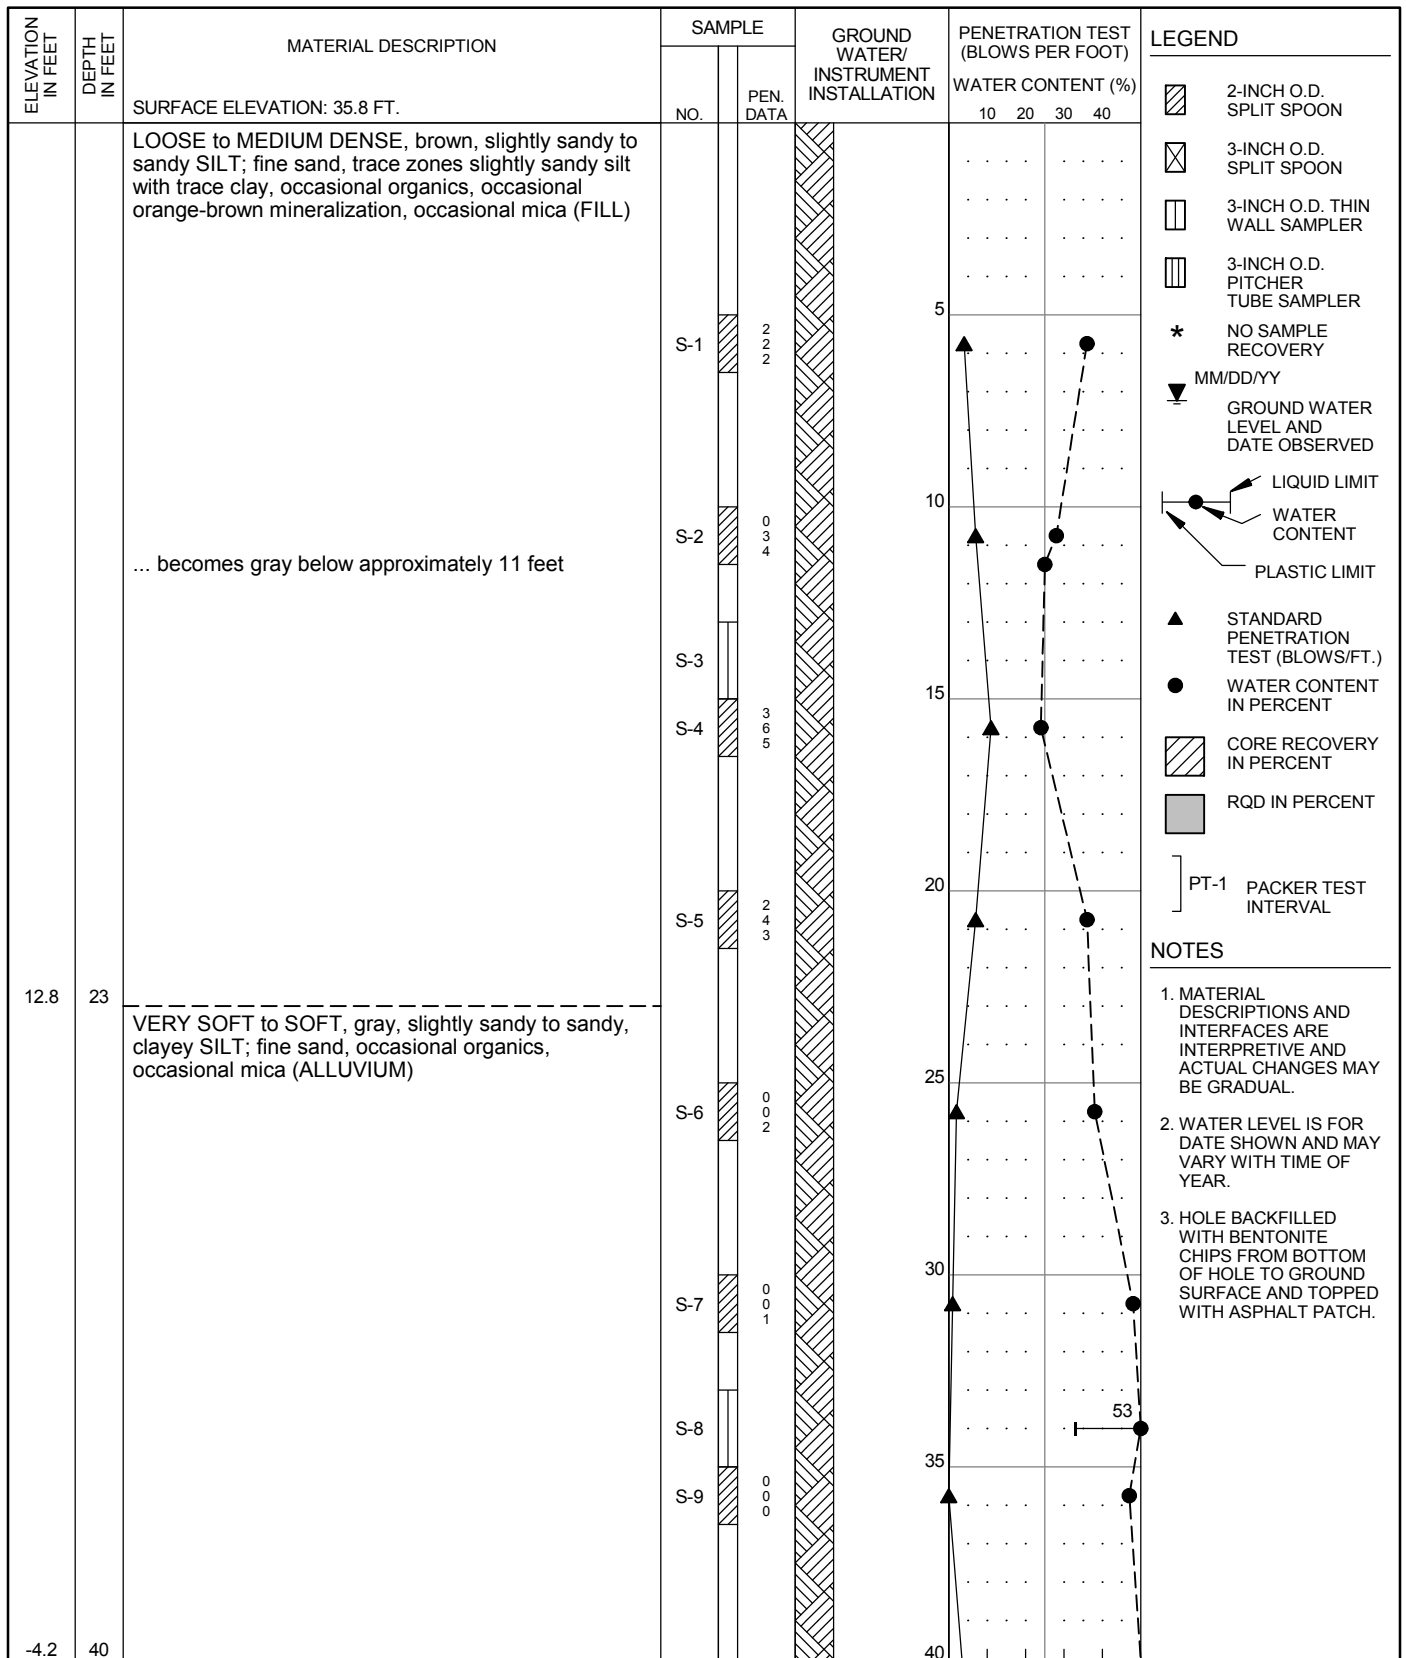 ELEVATION
IN FEET
DEPTH
IN FEET
MATERIAL DESCRIPTION
SURFACE ELEVATION: 35.8 FT.
SAMPLE
NO.
PEN.
DATA
GROUND
WATER/
INSTRUMENT
INSTALLATION
PENETRATION TEST
(BLOWS PER FOOT)
WATER CONTENT (%)
10 20 30 40
LOOSE to MEDIUM DENSE, brown, slightly sandy to
sandy SILT; fine sand, trace zones slightly sandy silt
with trace clay, occasional organics, occasional
orange-brown mineralization, occasional mica (FILL)
5
S-1
2
2
2
10
S-2
0
3
4
... becomes gray below approximately 11 feet
S-3
15
S-4
3
6
5
20
S-5
2
4
3
12.8 23
VERY SOFT to SOFT, gray, slightly sandy to sandy,
clayey SILT; fine sand, occasional organics,
occasional mica (ALLUVIUM)
25
S-6
0
0
2
30
S-7
0
0
1
53
S-8
35
S-9
0
0
0
-4.2 40
40
LEGEND
2-INCH O.D.
SPLIT SPOON
3-INCH O.D.
SPLIT SPOON
3-INCH O.D. THIN
WALL SAMPLER
3-INCH O.D.
PITCHER
TUBE SAMPLER
* NO SAMPLE
RECOVERY
MM/DD/YY
GROUND WATER
LEVEL AND
DATE OBSERVED
LIQUID LIMIT
WATER
CONTENT
PLASTIC LIMIT
STANDARD
PENETRATION
TEST (BLOWS/FT.)
WATER CONTENT
IN PERCENT
CORE RECOVERY
IN PERCENT
RQD IN PERCENT
PT-1 PACKER TEST
INTERVAL
NOTES
1. MATERIAL
DESCRIPTIONS AND
INTERFACES ARE
INTERPRETIVE AND
ACTUAL CHANGES MAY
BE GRADUAL.
2. WATER LEVEL IS FOR
DATE SHOWN AND MAY
VARY WITH TIME OF
YEAR.
3. HOLE BACKFILLED
WITH BENTONITE
CHIPS FROM BOTTOM
OF HOLE TO GROUND
SURFACE AND TOPPED
WITH ASPHALT PATCH.